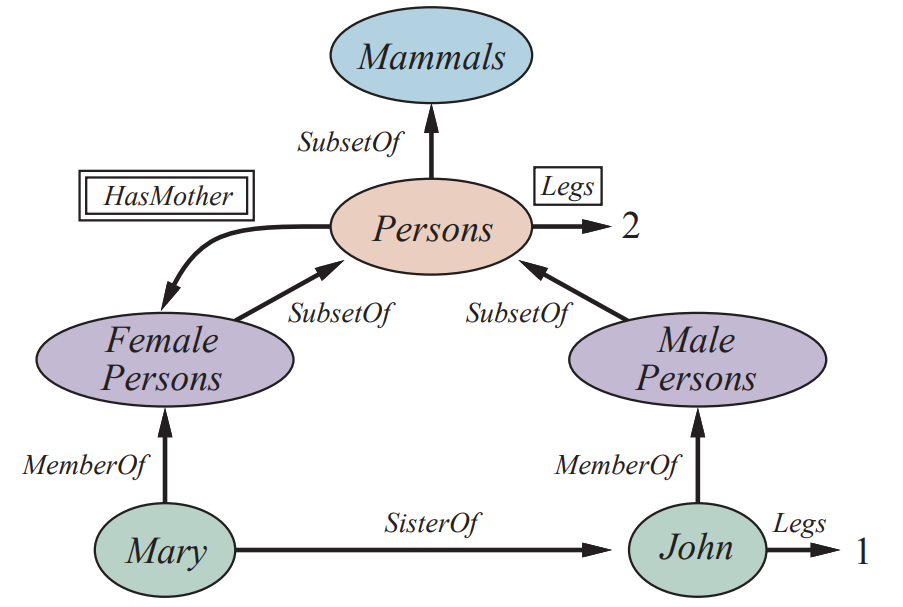 Mammals
SubsetOf
HasMother
Legs
Persons
2
SubsetOf
SubsetOf
Female
Persons
Male
Persons
MemberOf
MemberOf
SisterOf
Legs
Mary
John
1